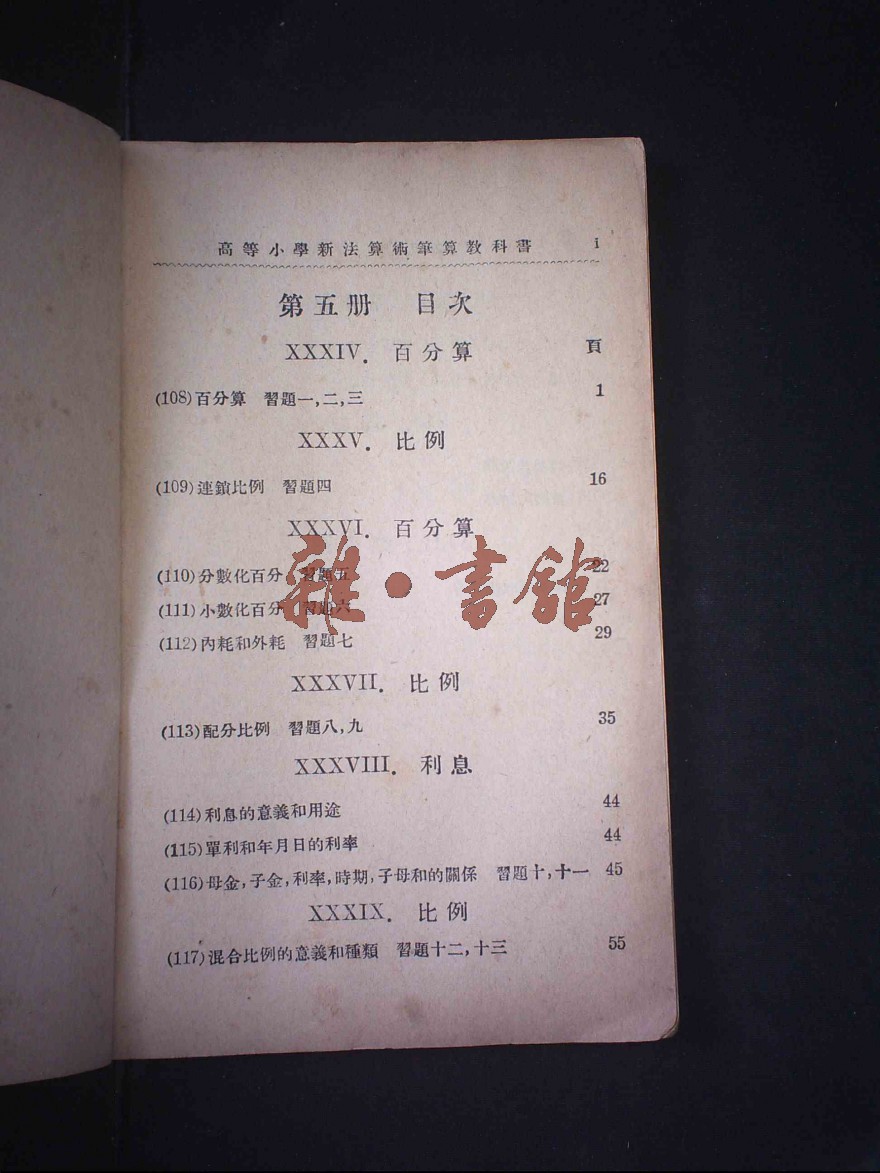 高等小學新法算術筆算教科書 i
第五册 目次
XXXIV. 百分算 頁
(108)百分算 習題一,二,三 1
XXXV. 比例
(109)連鎖比例 習題四 16
XXXVI. 百分算
(110)分數化百分 習題五 22
(111)小數化百分 習題六 27
雜·書館
(112)內耗和外耗 習題七 29
XXXVII. 比例
(113)配分比例 習題八,九 35
XXXVIII. 利息
(114)利息的意義和用途 44
(115)單利和年月日的利率 44
(116)母金,子金,利率,時期,子母和的關係 習題十,十一 45
XXXIX. 比例
(117)混合比例的意義和種類 習題十二,十三 55